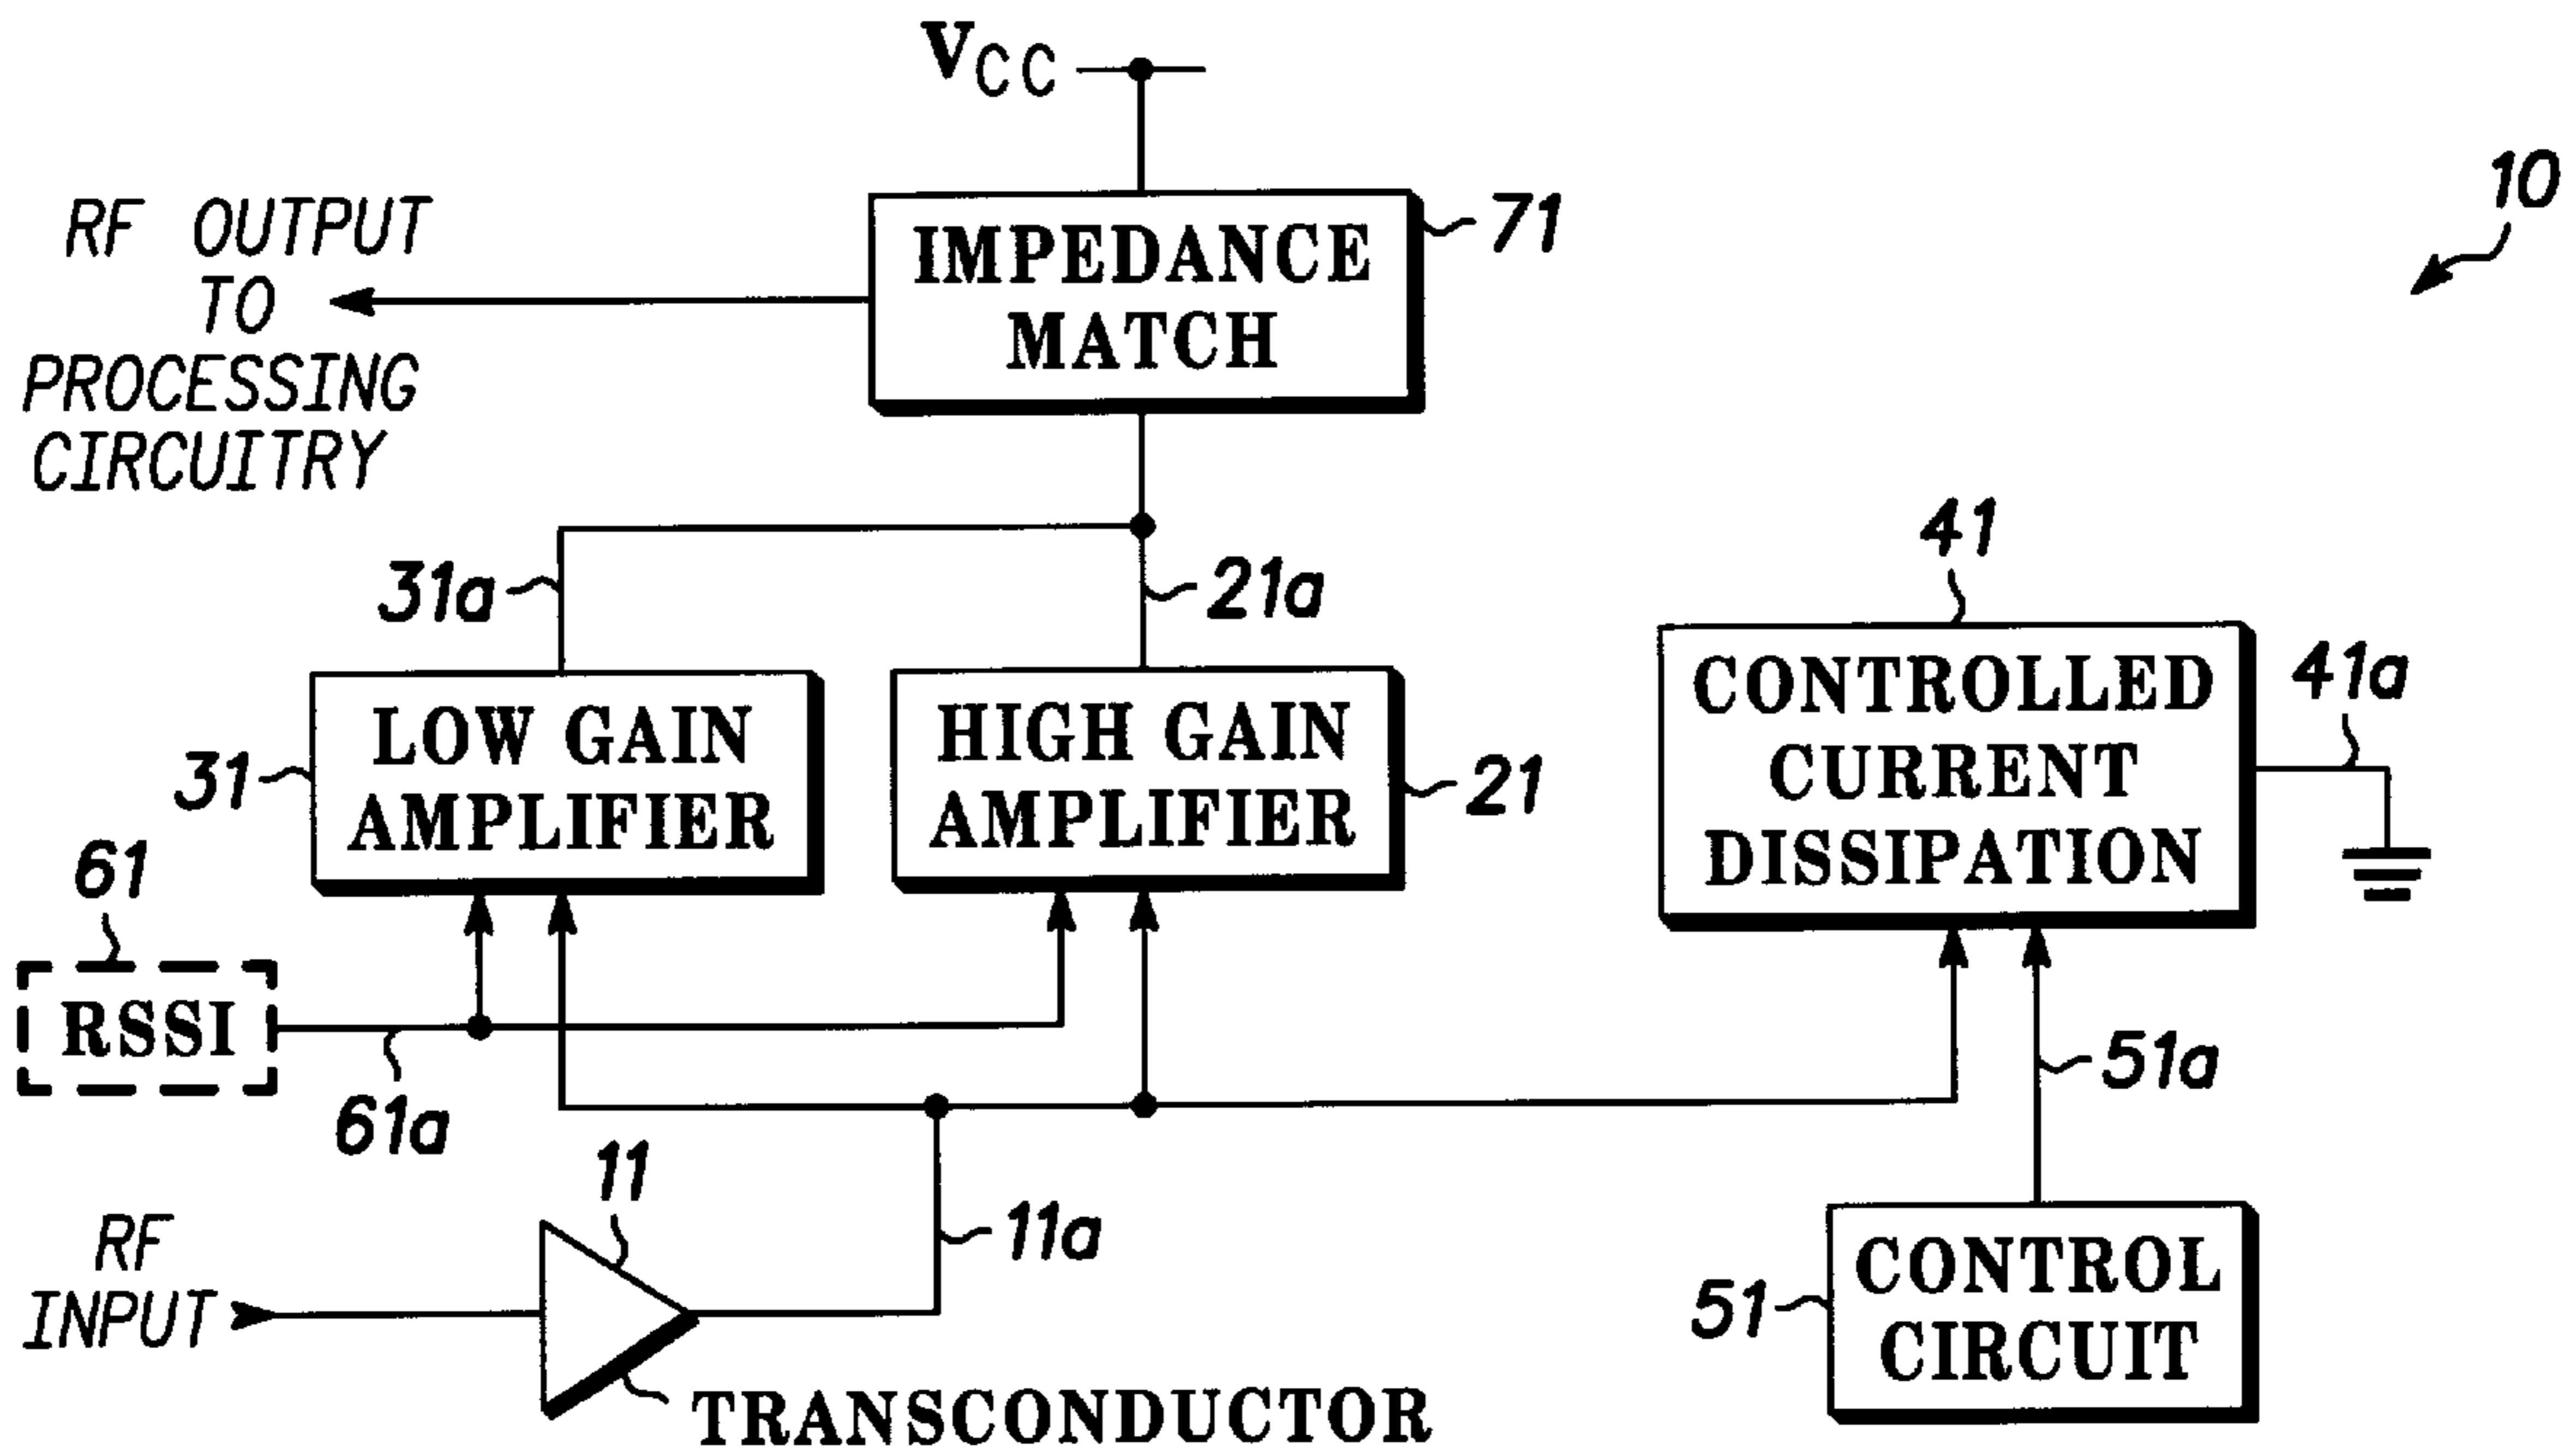 VCC
10
RF OUTPUT
TO
PROCESSING
CIRCUITRY
IMPEDANCE
MATCH
71
31a
21a
41
31
LOW GAIN
AMPLIFIER
HIGH GAIN
AMPLIFIER
21
CONTROLLED
CURRENT
DISSIPATION
41a
61
RSSI
61a
51a
11
11a
RF
INPUT
TRANSCONDUCTOR
51
CONTROL
CIRCUIT